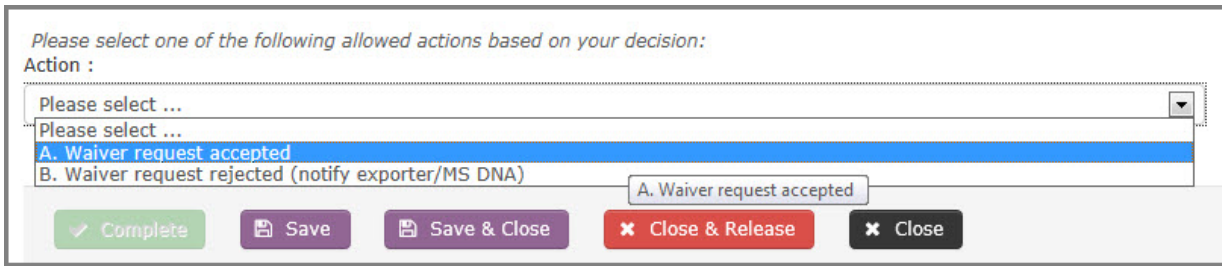 Please select one of the following allowed actions based on your decision:
Action :
Please select ...
Please select ...
A. Waiver request accepted
B. Waiver request rejected (notify exporter/MS DNA)
A. Waiver request accepted
Complete Save Save & Close Close & Release Close